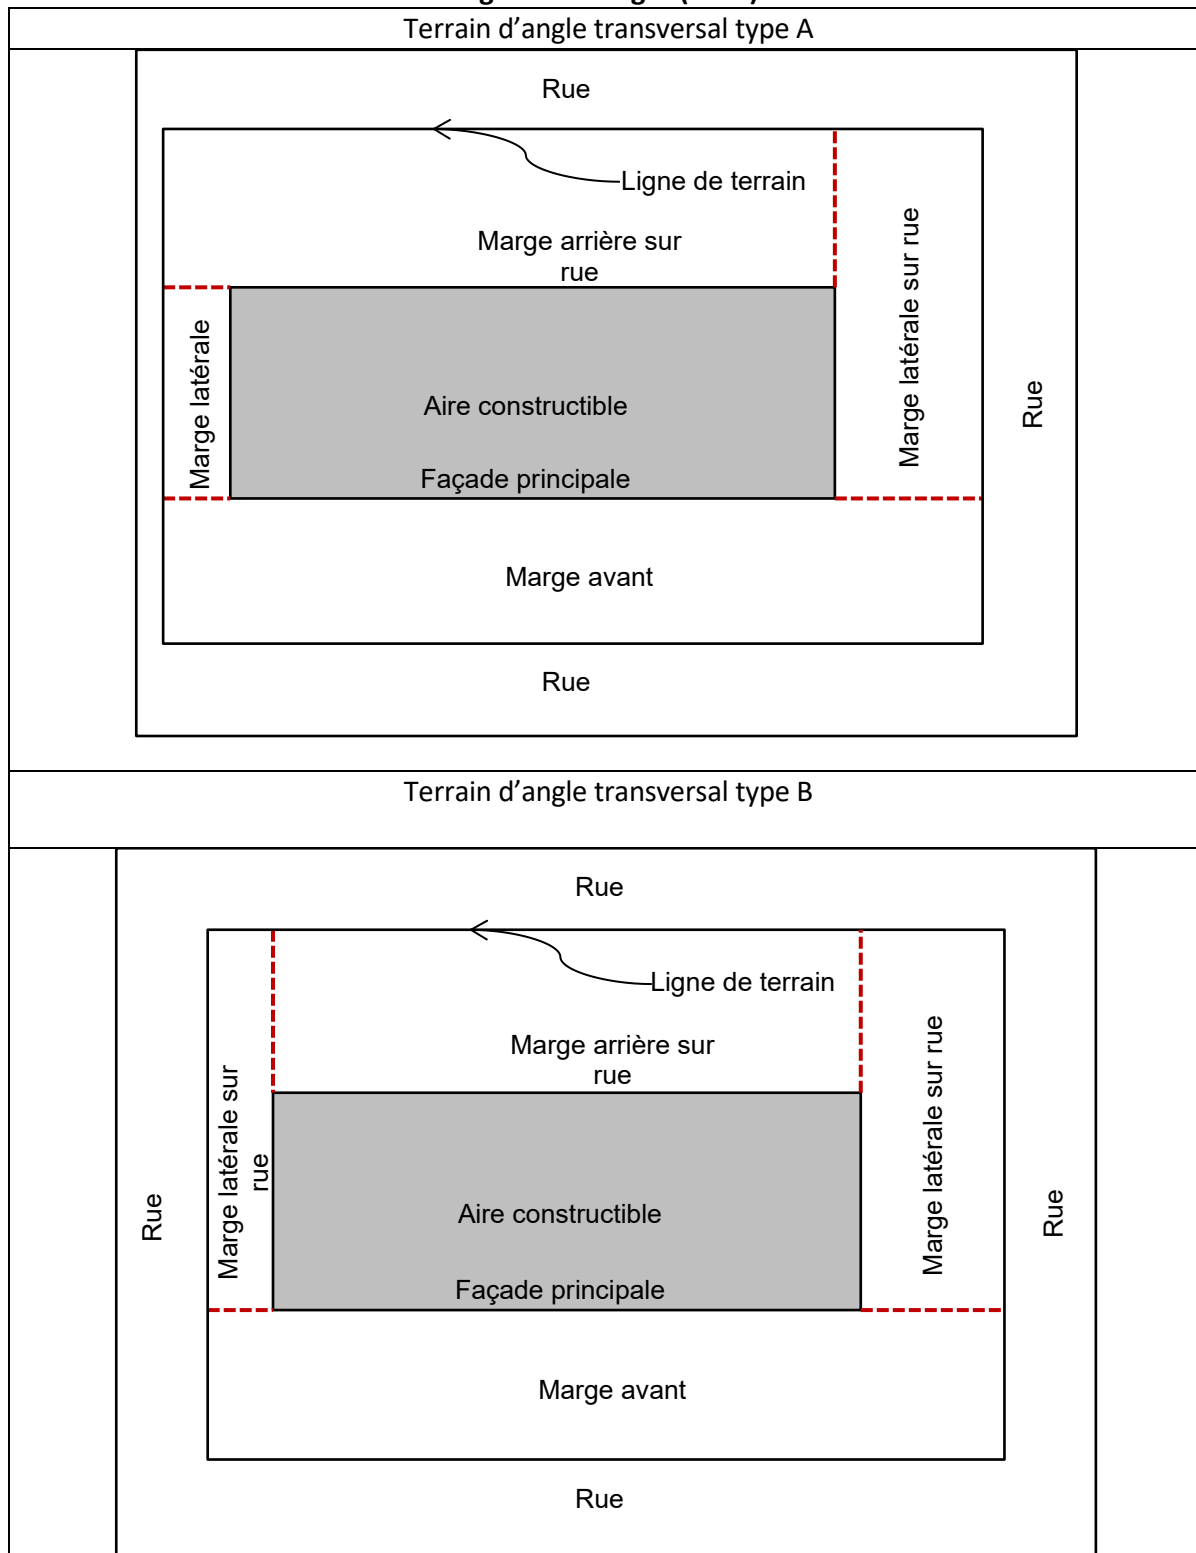 Terrain d’angle transversal type A
Rue
Ligne de terrain
Marge arrière sur
rue
Marge latérale
Marge latérale sur rue
Rue
Aire constructible
Façade principale
Marge avant
Rue
Terrain d’angle transversal type B
Rue
Ligne de terrain
Marge arrière sur
rue
Rue
Marge latérale sur
rue
Marge latérale sur rue
Rue
Aire constructible
Façade principale
Marge avant
Rue